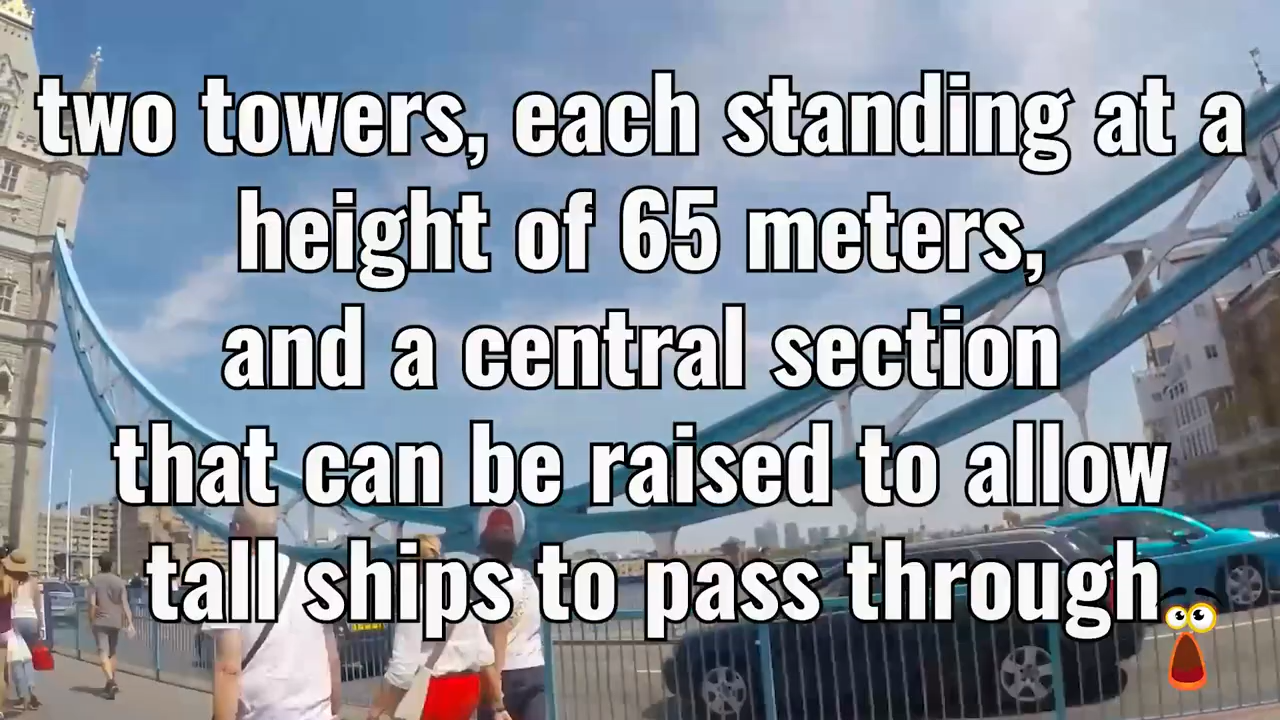 two towers, each standing at a
height of 65 meters,
and a central section
that can be raised to allow
tall ships to pass through